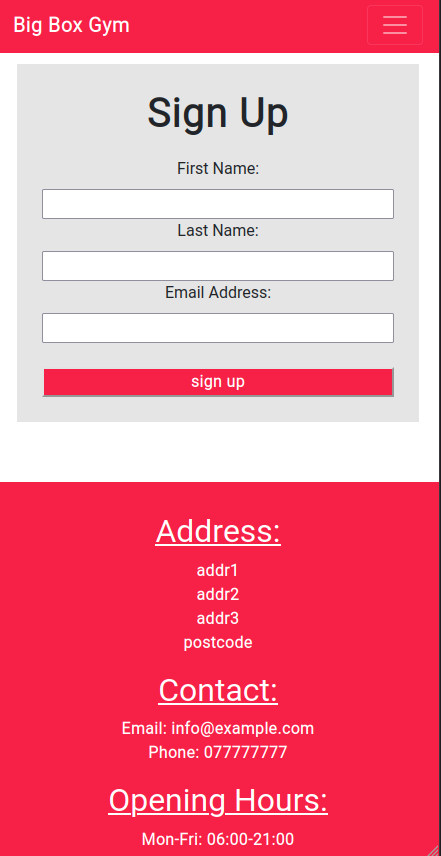 Big Box Gym
Sign Up
First Name:
Last Name:
Email Address:
sign up
Address:
addr1
addr2
addr3
postcode
Contact:
Email: info@example.com
Phone: 077777777
Opening Hours:
Mon-Fri: 06:00-21:00